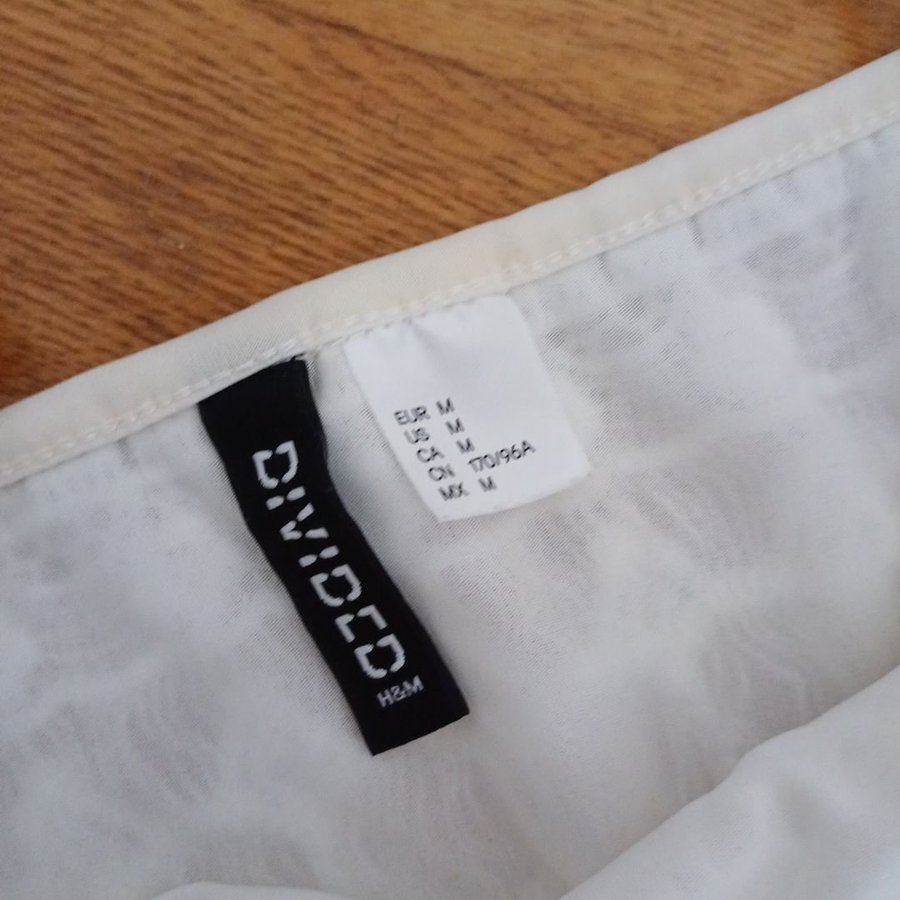 DIVIDED
H&M
EUR M
US M
CA M
CN 170/96A
MX M